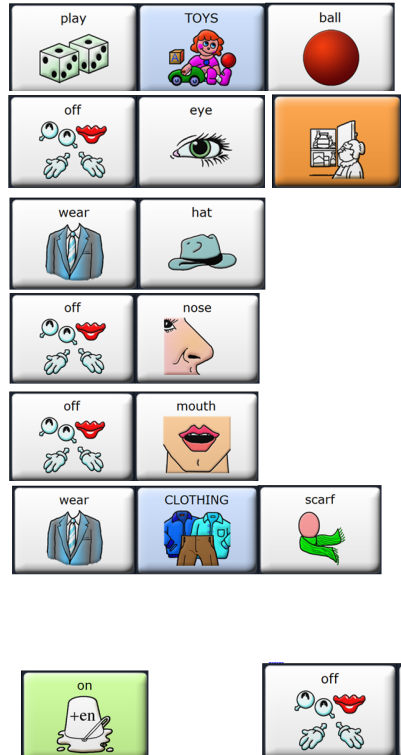 play TOYS ball
off eye
wear hat
off nose
off mouth
wear CLOTHING scarf
on off
+en